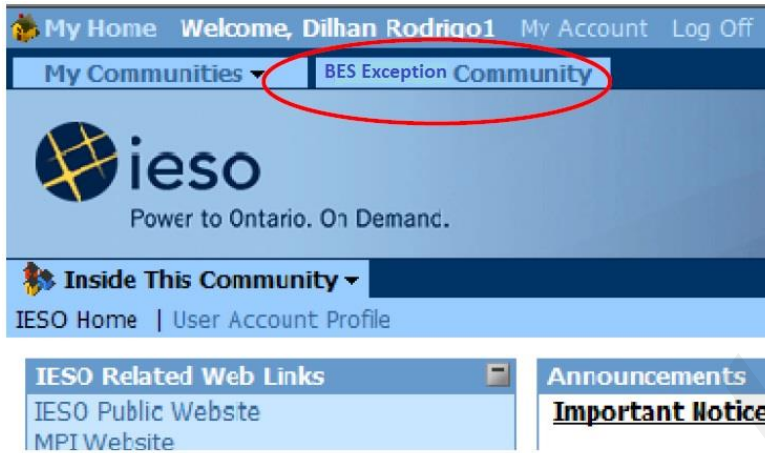 My Home Welcome, Dilhan Rodrigo1 My Account Log Off
My Communities BES Exception Community
ieso
Power to Ontario. On Demand.
Inside This Community
IESO Home | User Account Profile
IESO Related Web Links Announcements
IESO Public Webste Important Notice
MPI Website